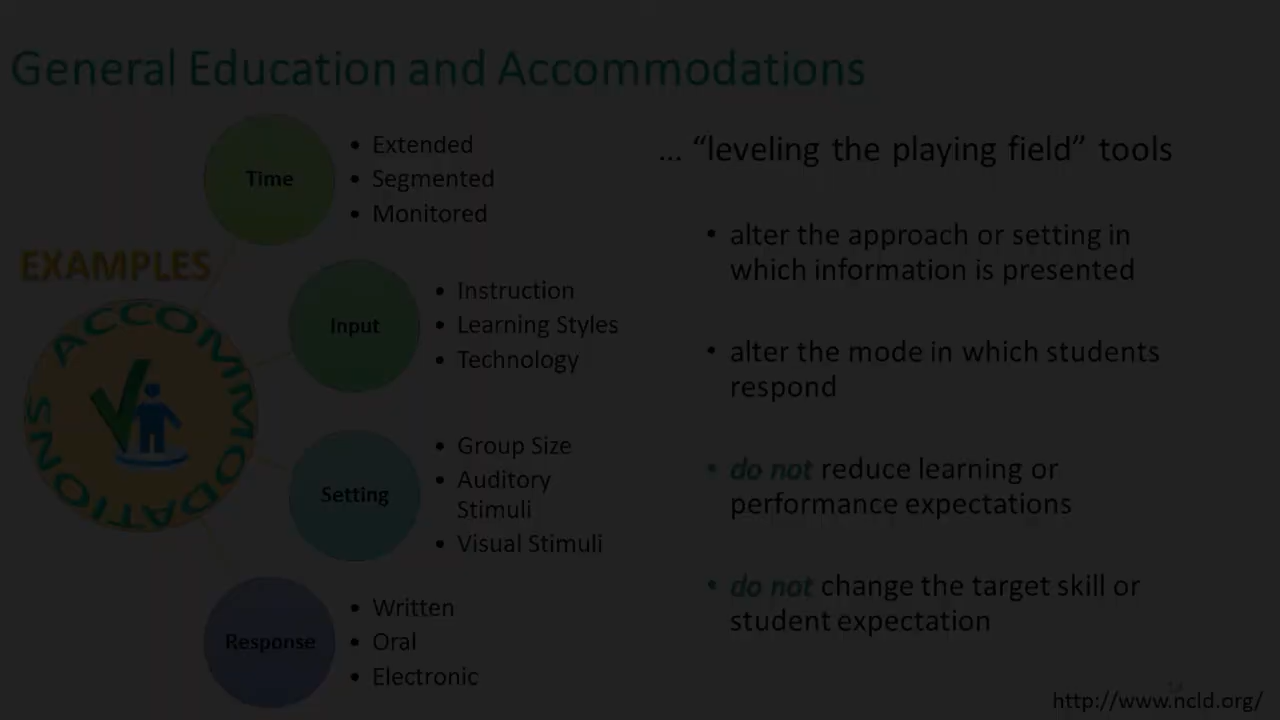 General Education and Accommodations
EXAMPLES
ACCOMMODATIONS
Time
• Extended
• Segmented
• Monitored
Input
• Instruction
• Learning Styles
• Technology
Setting
• Group Size
• Auditory
Stimuli
• Visual Stimuli
Response
• Written
• Oral
• Electronic
... “leveling the playing field” tools
• alter the approach or setting in
which information is presented
• alter the mode in which students
respond
• do not reduce learning or
performance expectations
• do not change the target skill or
student expectation
http://www.ncld.org/